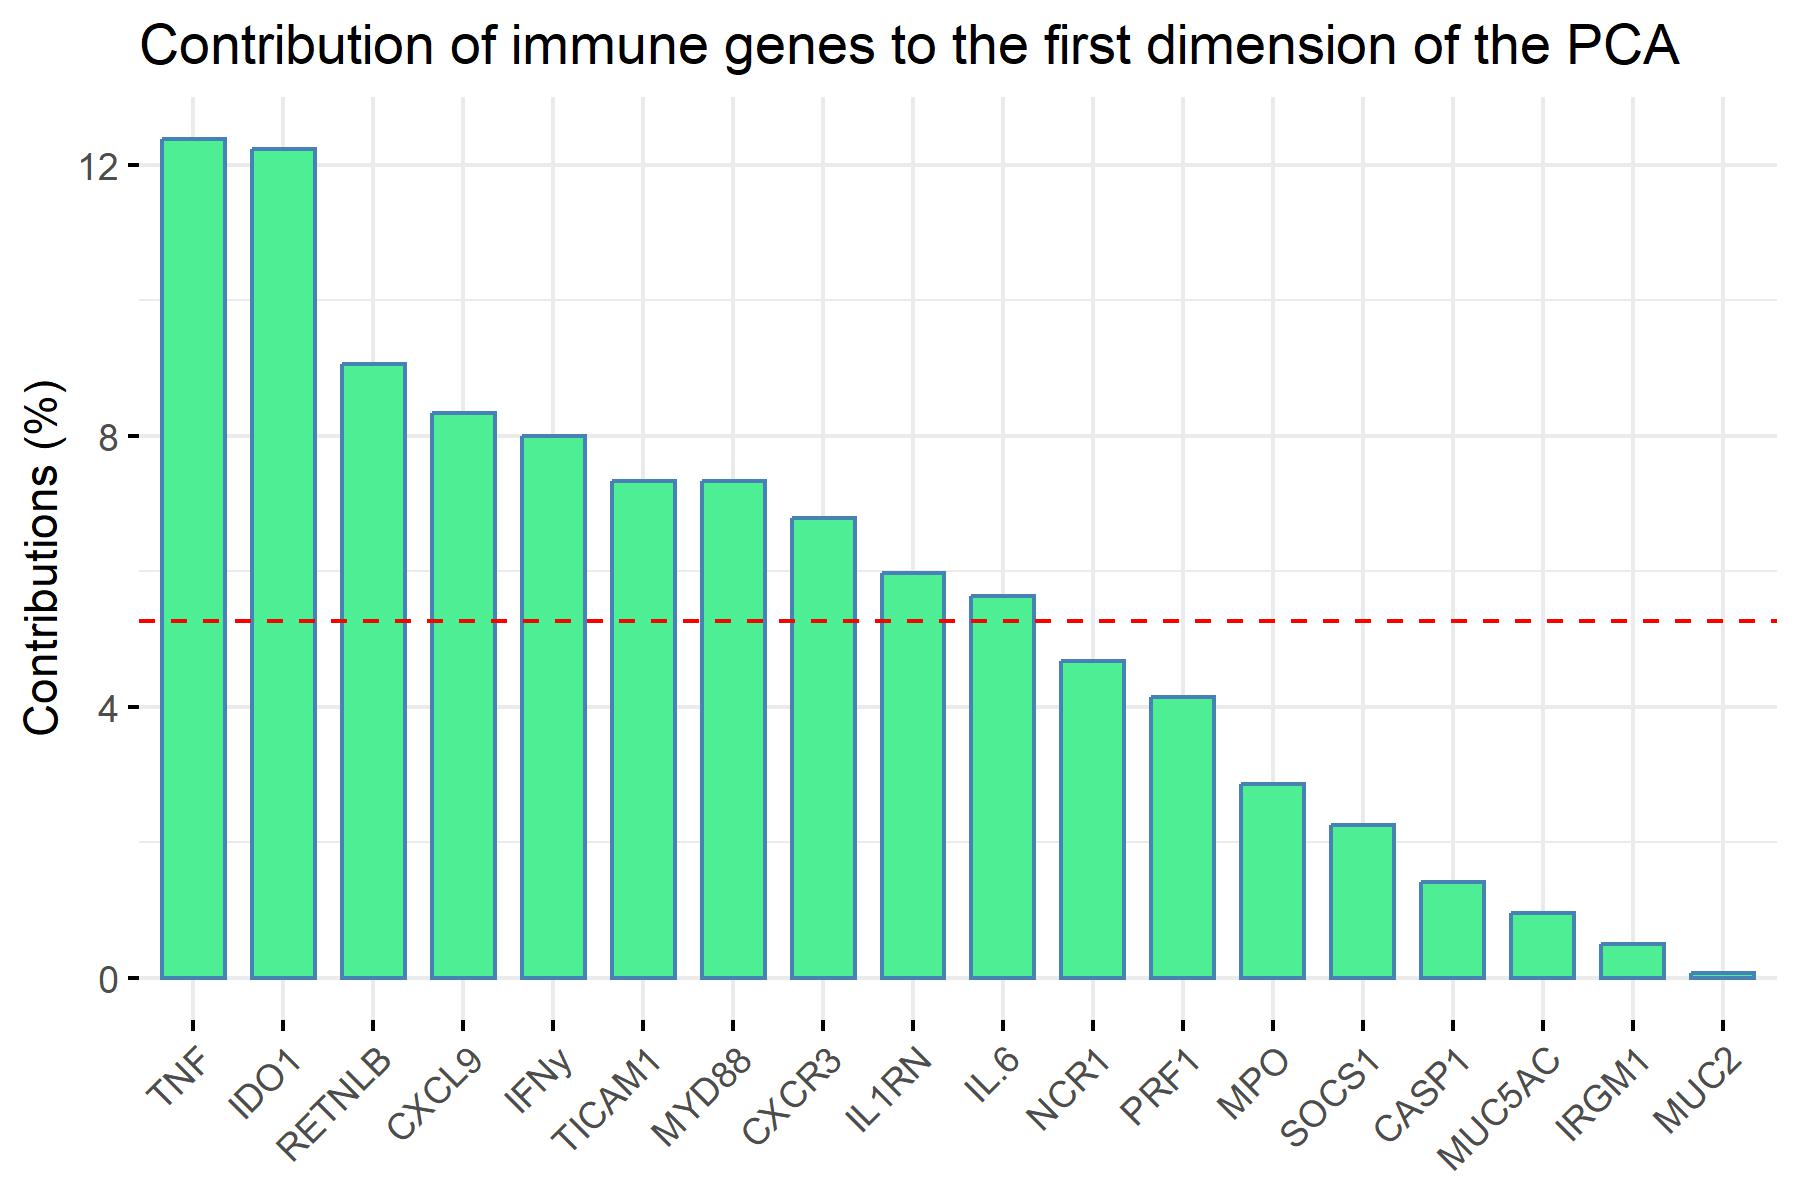 Contribution of immune genes to the first dimension of the PCA
Contributions (%)
12
8
4
0
TNF
IDO1
RETNLB
CXCL9
IFNy
TICAM1
MYD88
CXCR3
IL1RN
IL.6
NCR1
PRF1
MPO
SOCS1
CASP1
MUC5AC
IRGM1
MUC2